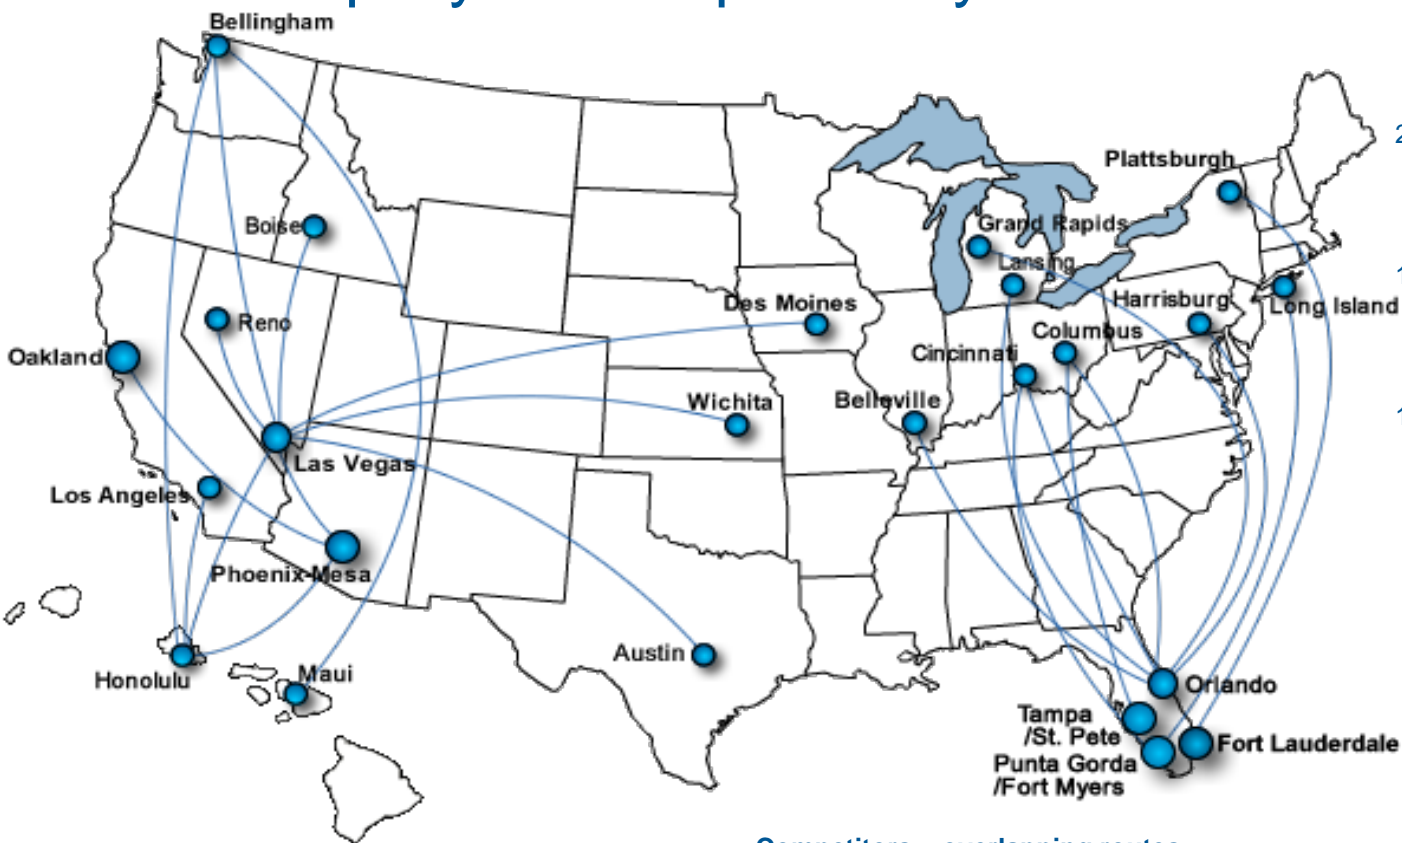 Bellingham
Plattsburgh
Boise
Grand Rapids
Lansing
Harrisburg
Long Island
Des Moines
Reno
Columbus
Oakland
Cincinnati
Wichita
Belleville
Las Vegas
Los Angeles
Phoenix-Mesa
Austin
Honolulu
Maui
Orlando
Tampa
/St. Pete
Fort Lauderdale
Punta Gorda
/Fort Myers